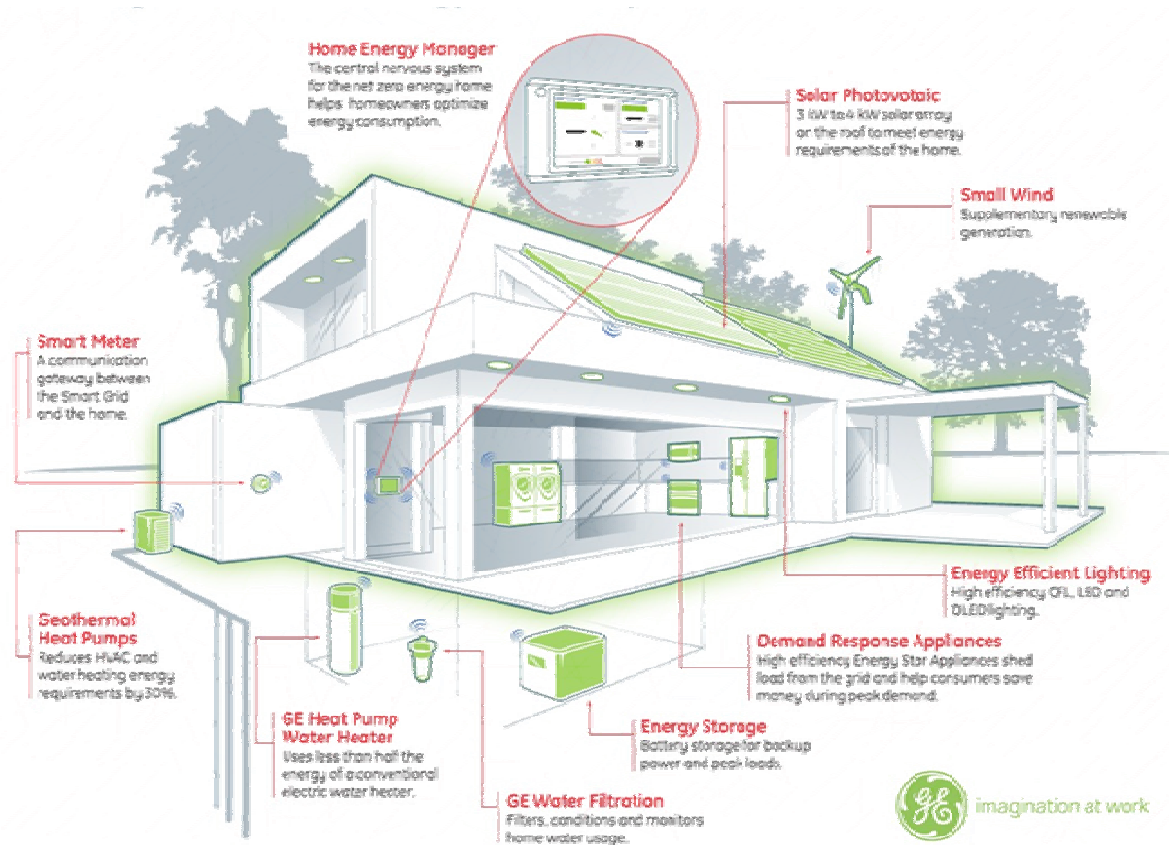 Home Energy Manager
The central nervous system
for the net zero energy home
helps homeowners optimize
energy consumption.
Solar Photovotaic
3 kW to 4 kW solar array
on the roof to meet energy
requirements of the home.
Small Wind
Supplementary renewable
generation.
Smart Meter
A communication
gateway between
the Smart Grid
and the home.
Energy Efficient Lighting
High efficiency CFL, LED and
OLED lighting.
Geothermal
Heat Pumps
Reduces HVAC and
water heating energy
requirements by 30%.
Demand Response Appliances
High efficiency Energy Star Appliances shed
load from the grid and help consumers save
money during peak demand.
GE Heat Pump
Water Heater
Uses less than half the
energy of a conventional
electric water heater.
Energy Storage
Battery storage for backup
power and peak loads.
GE Water Filtration
Filters, conditions and monitors
home water usage.
GE
imagination at work